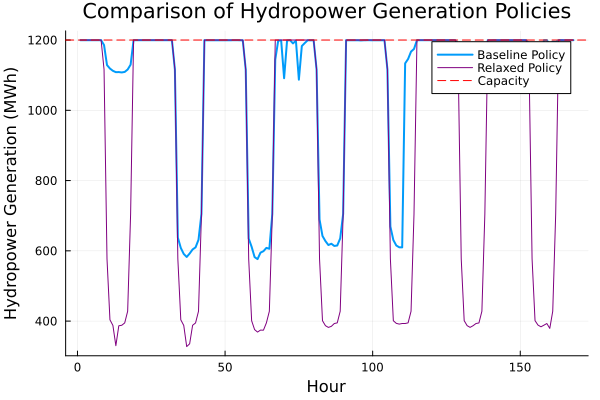 Comparison of Hydropower Generation Policies
Hydropower Generation (MWh)
1200
1000
800
600
400
Baseline Policy
Relaxed Policy
Capacity
0
50
100
150
Hour